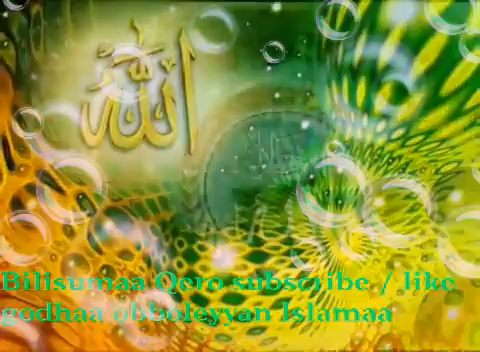 الله
Bilisumaa Qero subscribe / like
godhaa obboleyyan Islamaa